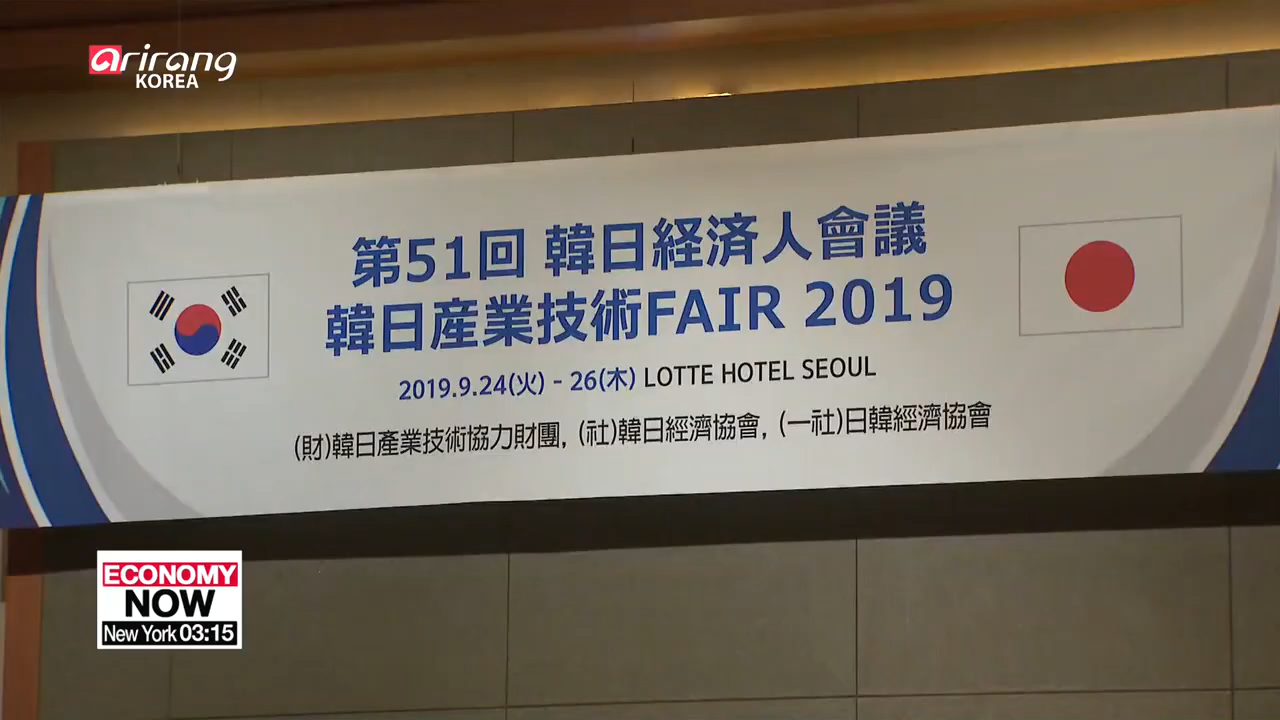 arirang
KOREA
第51回 韓日経済人會議
韓日産業技術FAIR 2019
2019.9.24(火) - 26(木) LOTTE HOTEL SEOUL
(財)韓日產業技術協力財團, (社)韓日經濟協會, (一社)日韓經濟協會
ECONOMY
NOW
New York 03:15